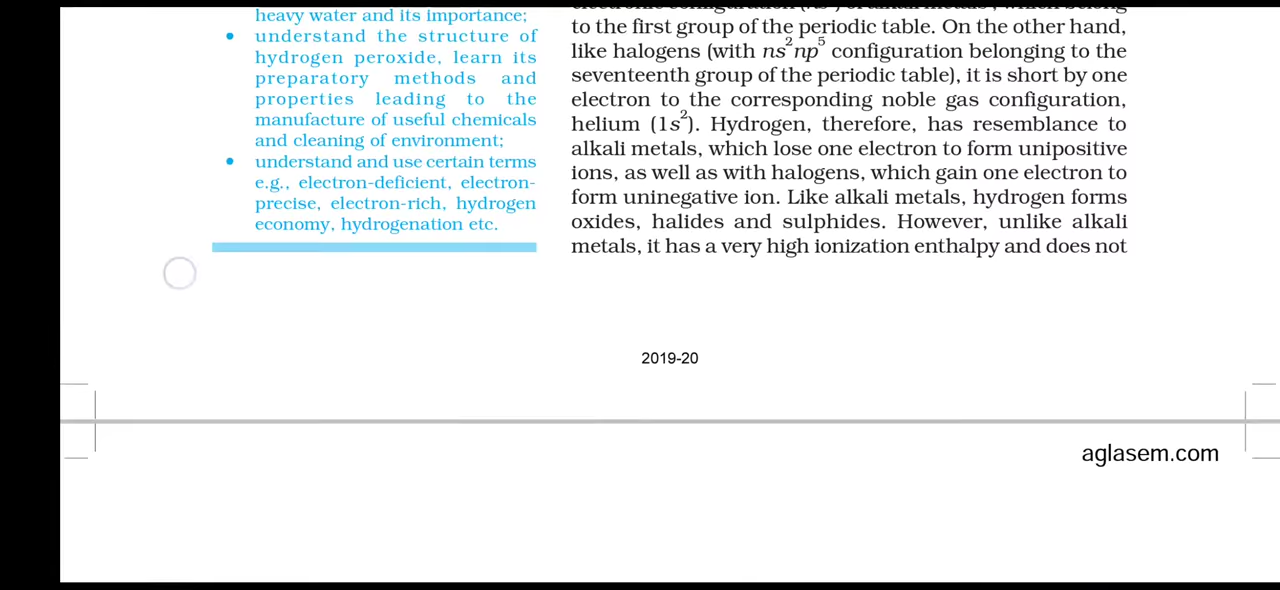 heavy water and its importance;
• understand the structure of
hydrogen peroxide, learn its
preparatory methods and
properties leading to the
manufacture of useful chemicals
and cleaning of environment;
• understand and use certain terms
e.g., electron-deficient, electron-
precise, electron-rich, hydrogen
economy, hydrogenation etc.
to the first group of the periodic table. On the other hand,
like halogens (with ns²np⁵ configuration belonging to the
seventeenth group of the periodic table), it is short by one
electron to the corresponding noble gas configuration,
helium (1s²). Hydrogen, therefore, has resemblance to
alkali metals, which lose one electron to form unipositive
ions, as well as with halogens, which gain one electron to
form uninegative ion. Like alkali metals, hydrogen forms
oxides, halides and sulphides. However, unlike alkali
metals, it has a very high ionization enthalpy and does not
2019-20
aglasem.com